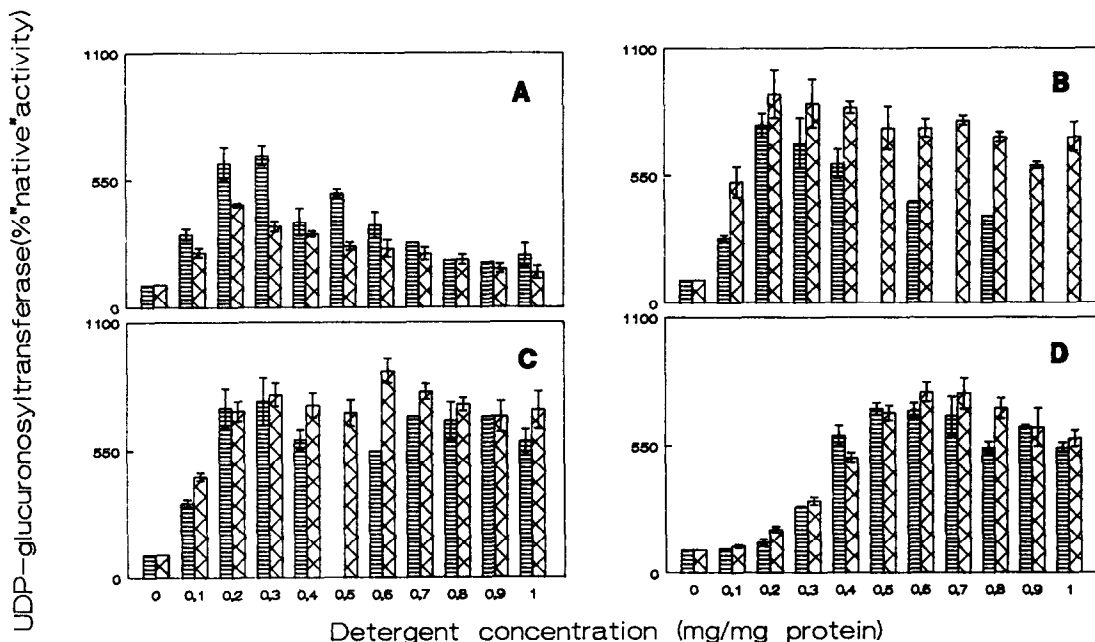 UDP-glucuronosyltransferase(%"native"activity)
1100
550
0
A
1100
550
0
B
1100
550
0
C
0 0,1 0,2 0,3 0,4 0,5 0,6 0,7 0,8 0,9 1
1100
550
0
D
0 0,1 0,2 0,3 0,4 0,5 0,6 0,7 0,8 0,9 1
Detergent concentration (mg/mg protein)